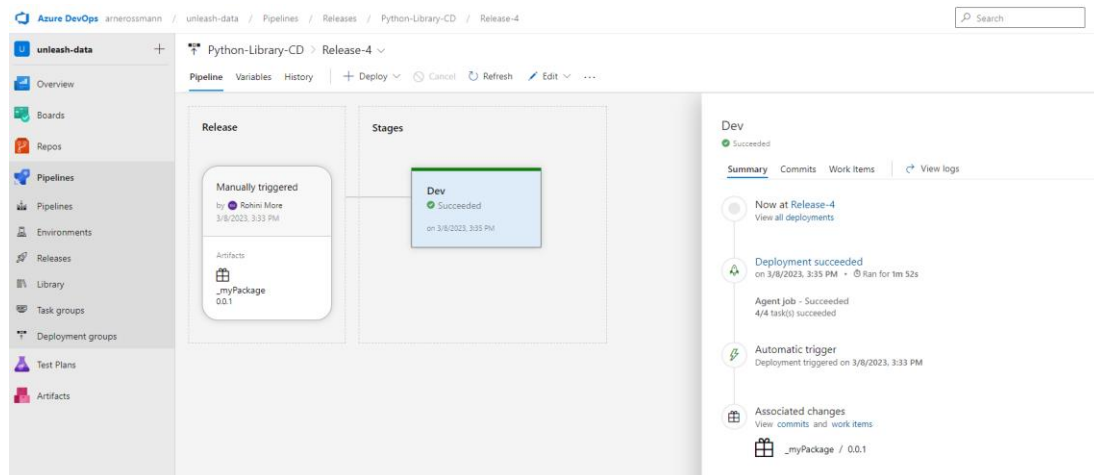 Azure DevOps arnerossmann / unleash-data / Pipelines / Releases / Python-Library-CD / Release-4
Search
U unleash-data +
Python-Library-CD > Release-4
Pipeline Variables History + Deploy Cancel Refresh Edit ...
Overview
Boards
Repos
Pipelines
Pipelines
Environments
Releases
Library
Task groups
Deployment groups
Test Plans
Artifacts
Release
Manually triggered
by Rohini More
3/8/2023, 3:33 PM
Artifacts
_myPackage
0.0.1
Stages
Dev
Succeeded
on 3/8/2023, 3:35 PM
Dev
Succeeded
Summary Commits Work Items View logs
Now at Release-4
View all deployments
Deployment succeeded
on 3/8/2023, 3:35 PM • Ran for 1m 52s
Agent job - Succeeded
4/4 task(s) succeeded
Automatic trigger
Deployment triggered on 3/8/2023, 3:33 PM
Associated changes
View commits and work items
_myPackage / 0.0.1